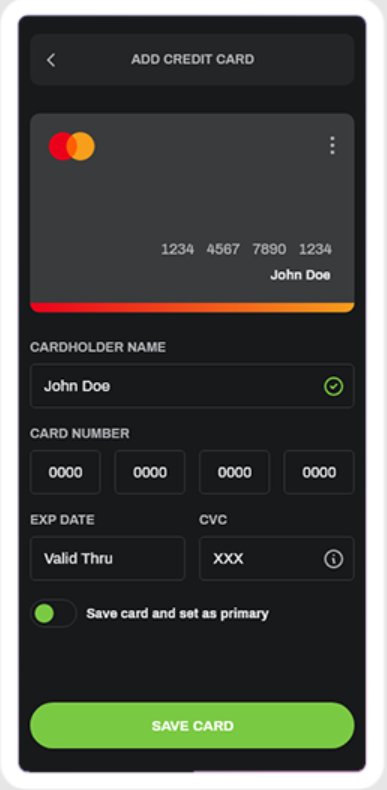 ADD CREDIT CARD
1234 4567 7890 1234
John Doe
CARDHOLDER NAME
John Doe
CARD NUMBER
0000 0000 0000 0000
EXP DATE CVC
Valid Thru XXX
Save card and set as primary
SAVE CARD